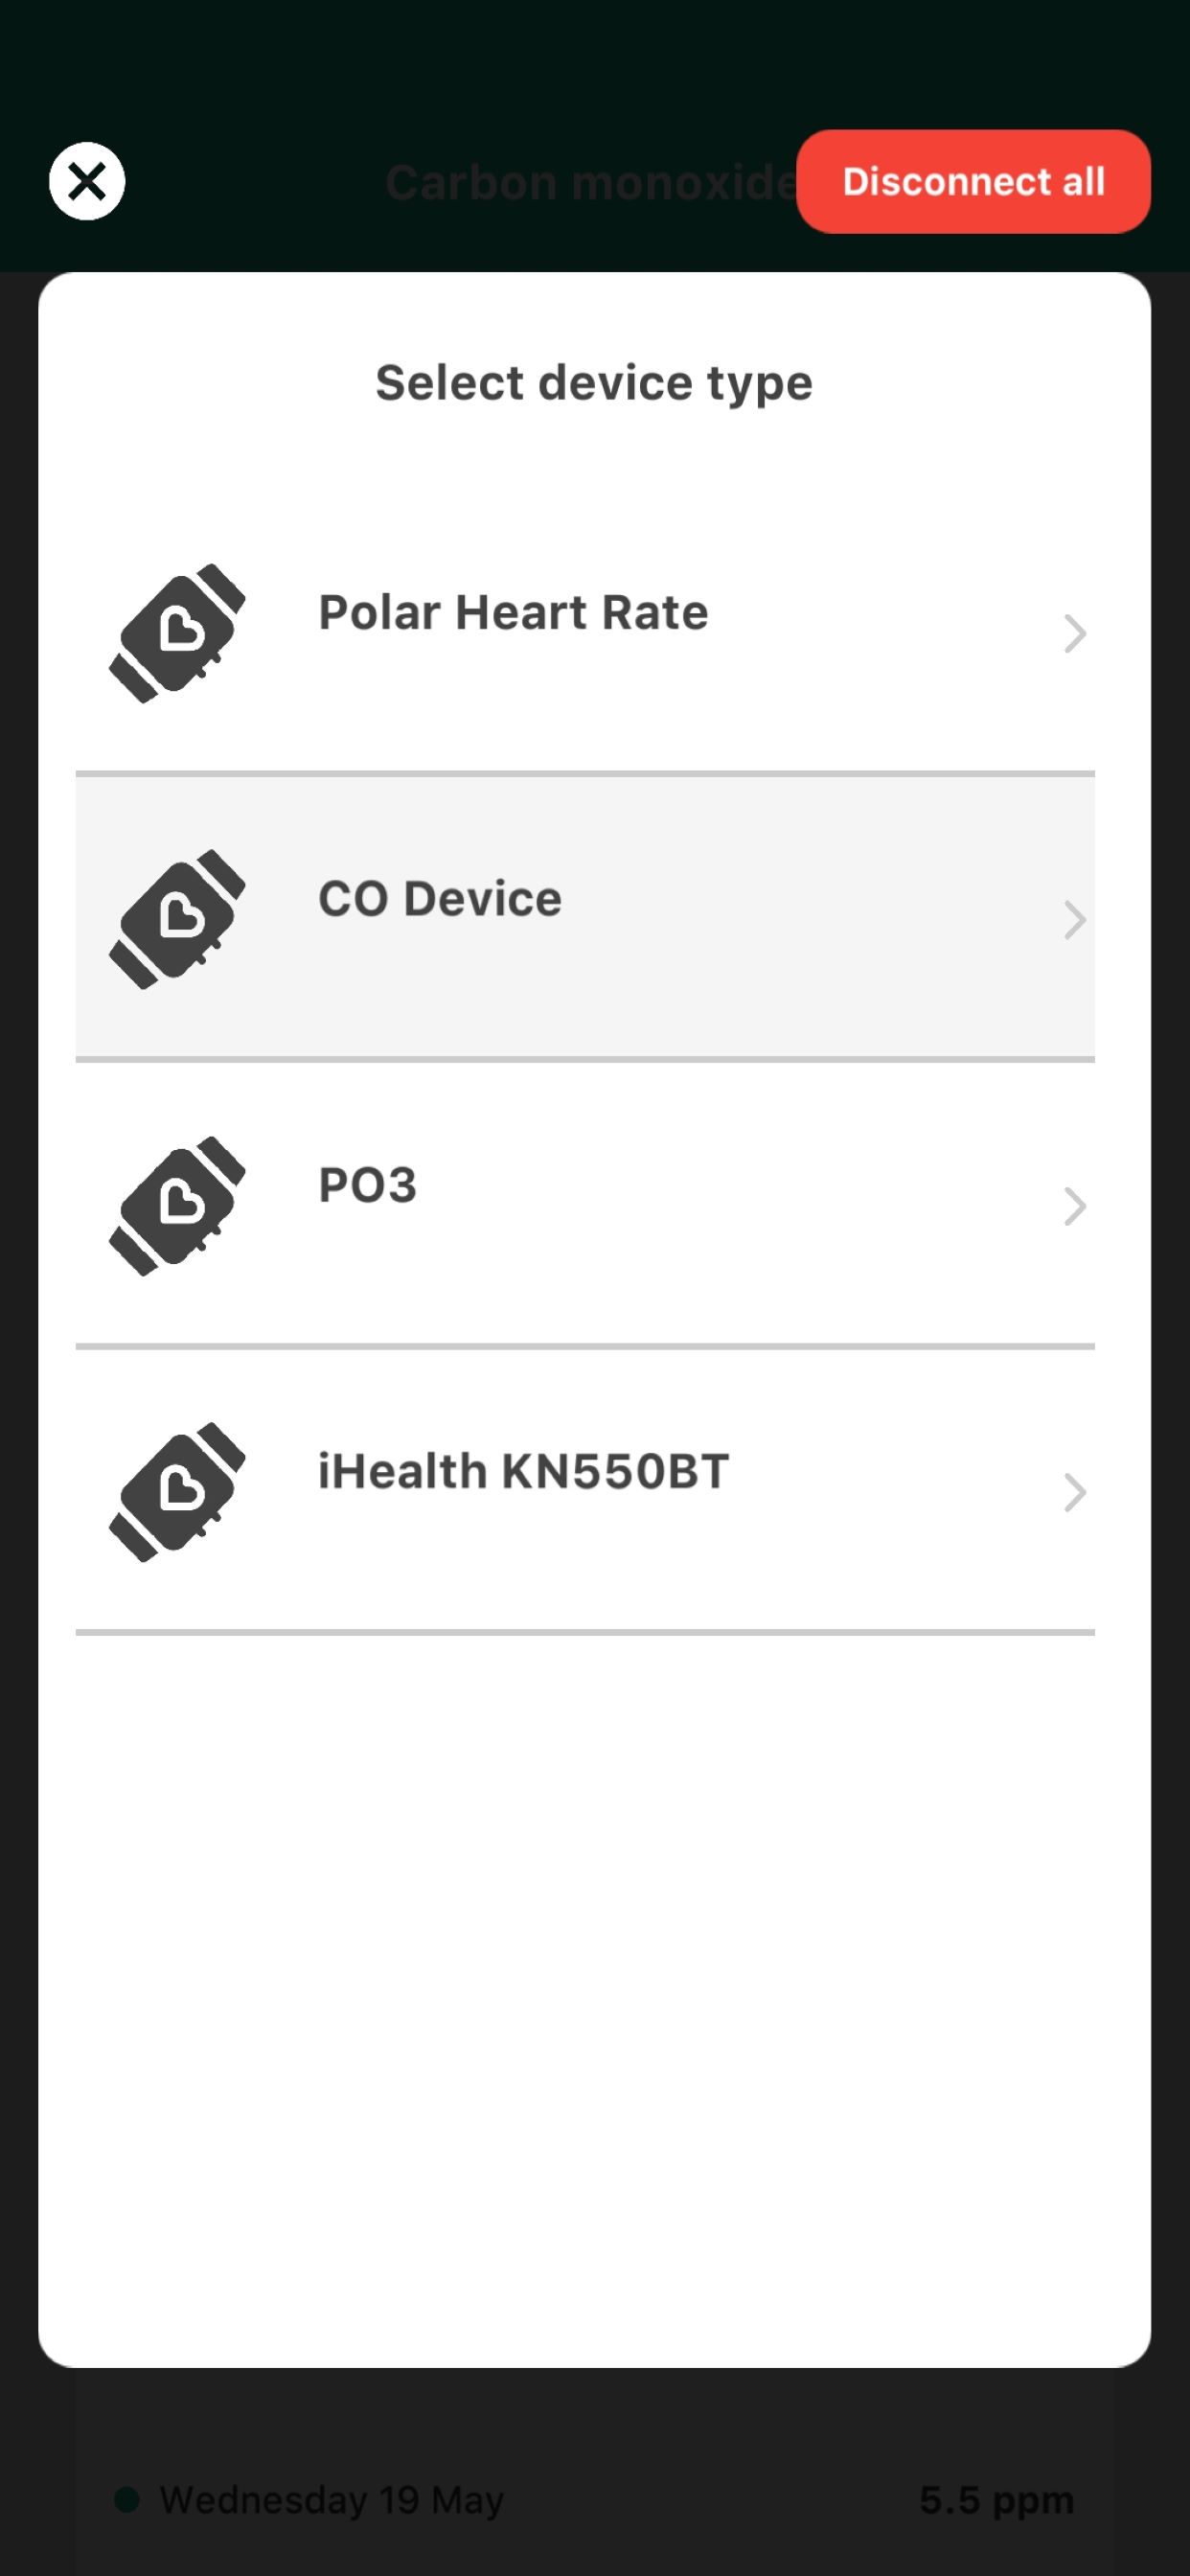 Carbon monoxide
Disconnect all
Select device type
Polar Heart Rate
CO Device
PO3
iHealth KN550BT
Wednesday 19 May
5.5 ppm